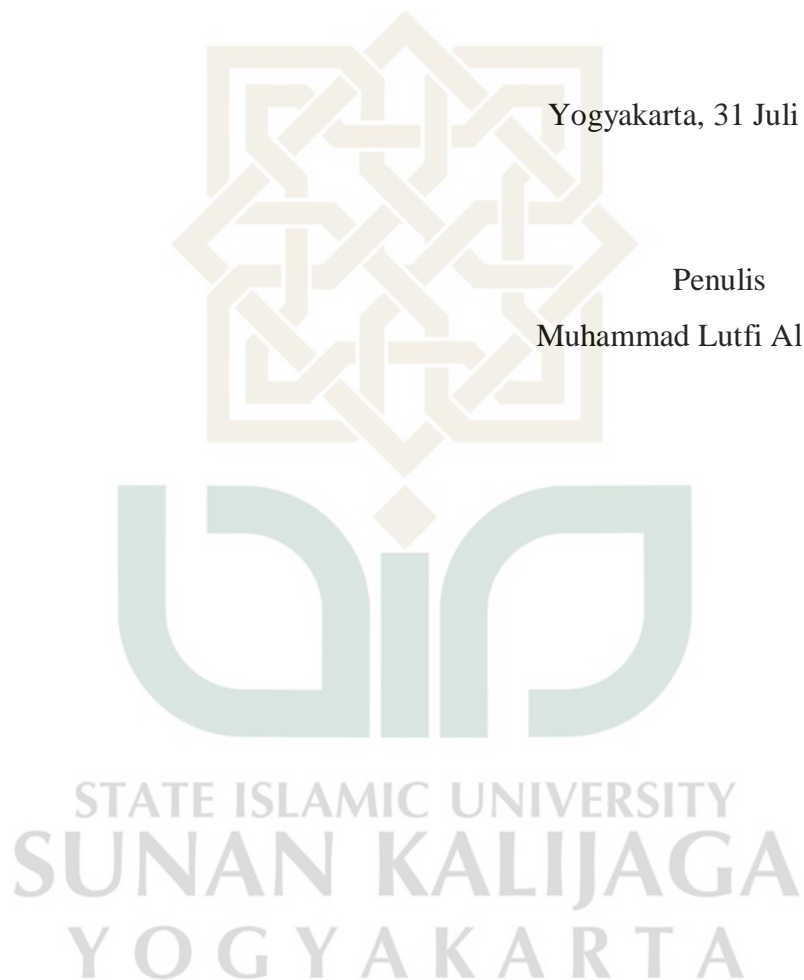 Yogyakarta, 31 Juli
Penulis
Muhammad Lutfi Al
STATE ISLAMIC UNIVERSITY
SUNAN KALIJAGA
YOGYAKARTA